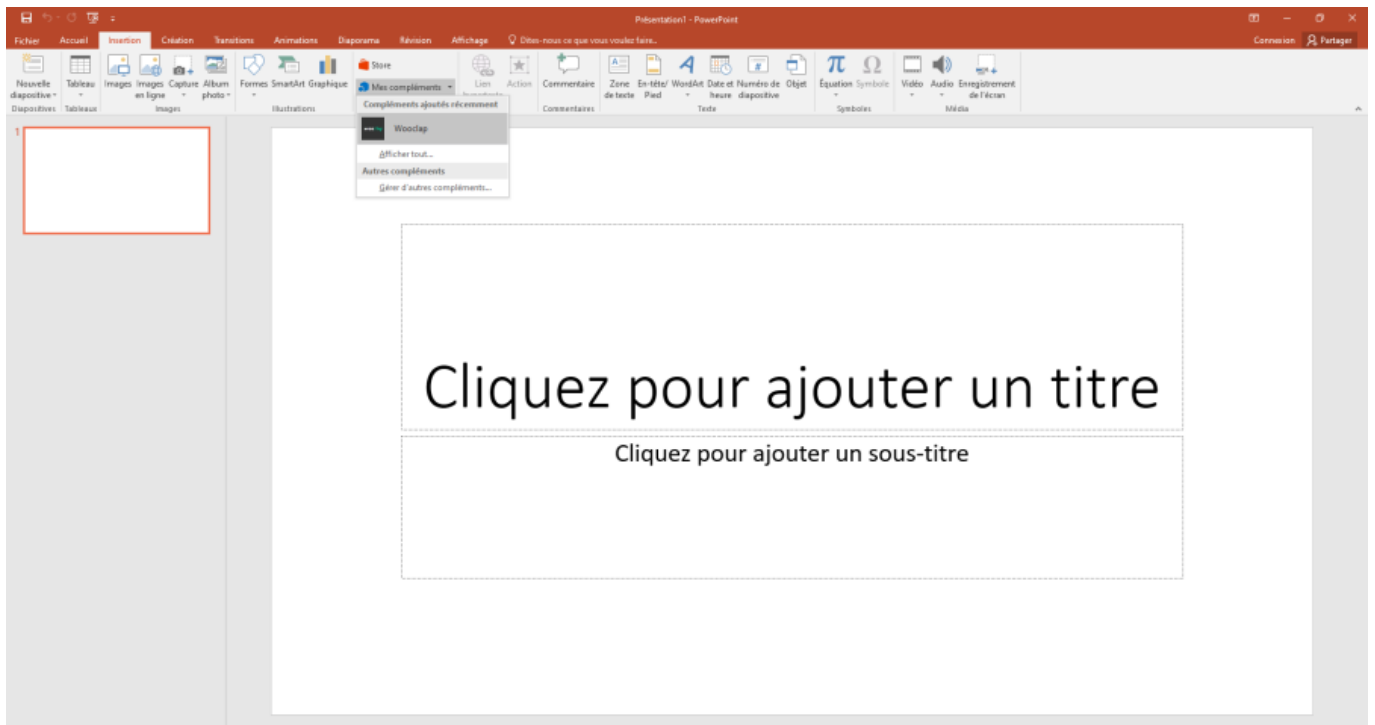 Présentation1 - PowerPoint
Fichier Accueil Insertion Création Transitions Animations Diaporama Révision Affichage Dites-nous ce que vous voulez faire... Connexion Partager
Nouvelle diapositive
Tableau
Images
Images en ligne
Capture
Album photo
Formes
SmartArt
Graphique
Store
Mes compléments
Lien
Action
Commentaire
Zone de texte
En-tête/ Pied
WordArt
Date et heure
Numéro de diapositive
Objet
Équation
Symbole
Vidéo
Audio
Enregistrement de l'écran
Diapositives Tableaux Images Illustrations Commentaires Texte Symboles Média
Compléments ajoutés récemment
Wooclap
Afficher tout...
Autres compléments
Gérer d'autres compléments...
1
Cliquez pour ajouter un titre
Cliquez pour ajouter un sous-titre